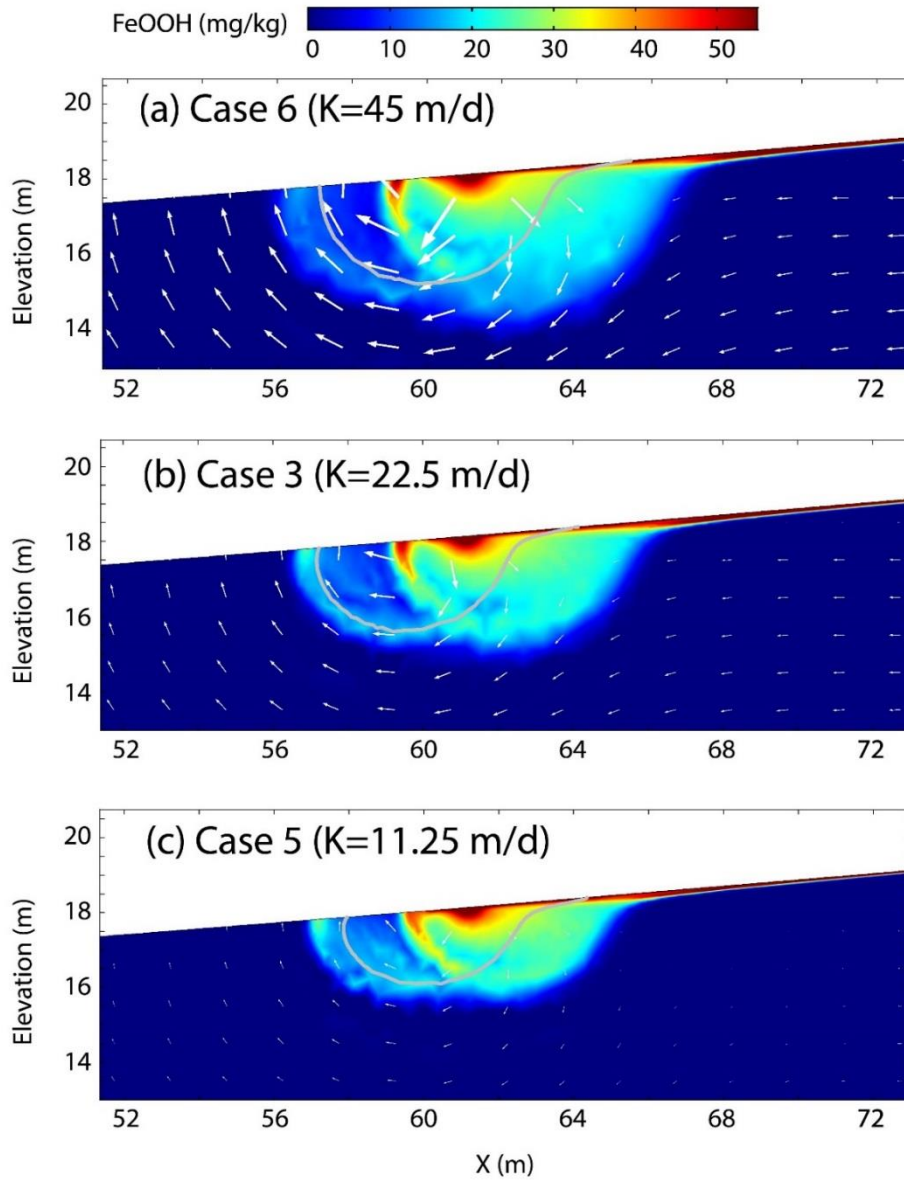 FeOOH (mg/kg)
0 10 20 30 40 50
(a) Case 6 (K=45 m/d)
Elevation (m)
20
18
16
14
52 56 60 64 68 72
(b) Case 3 (K=22.5 m/d)
Elevation (m)
20
18
16
14
52 56 60 64 68 72
(c) Case 5 (K=11.25 m/d)
Elevation (m)
20
18
16
14
52 56 60 64 68 72
X (m)